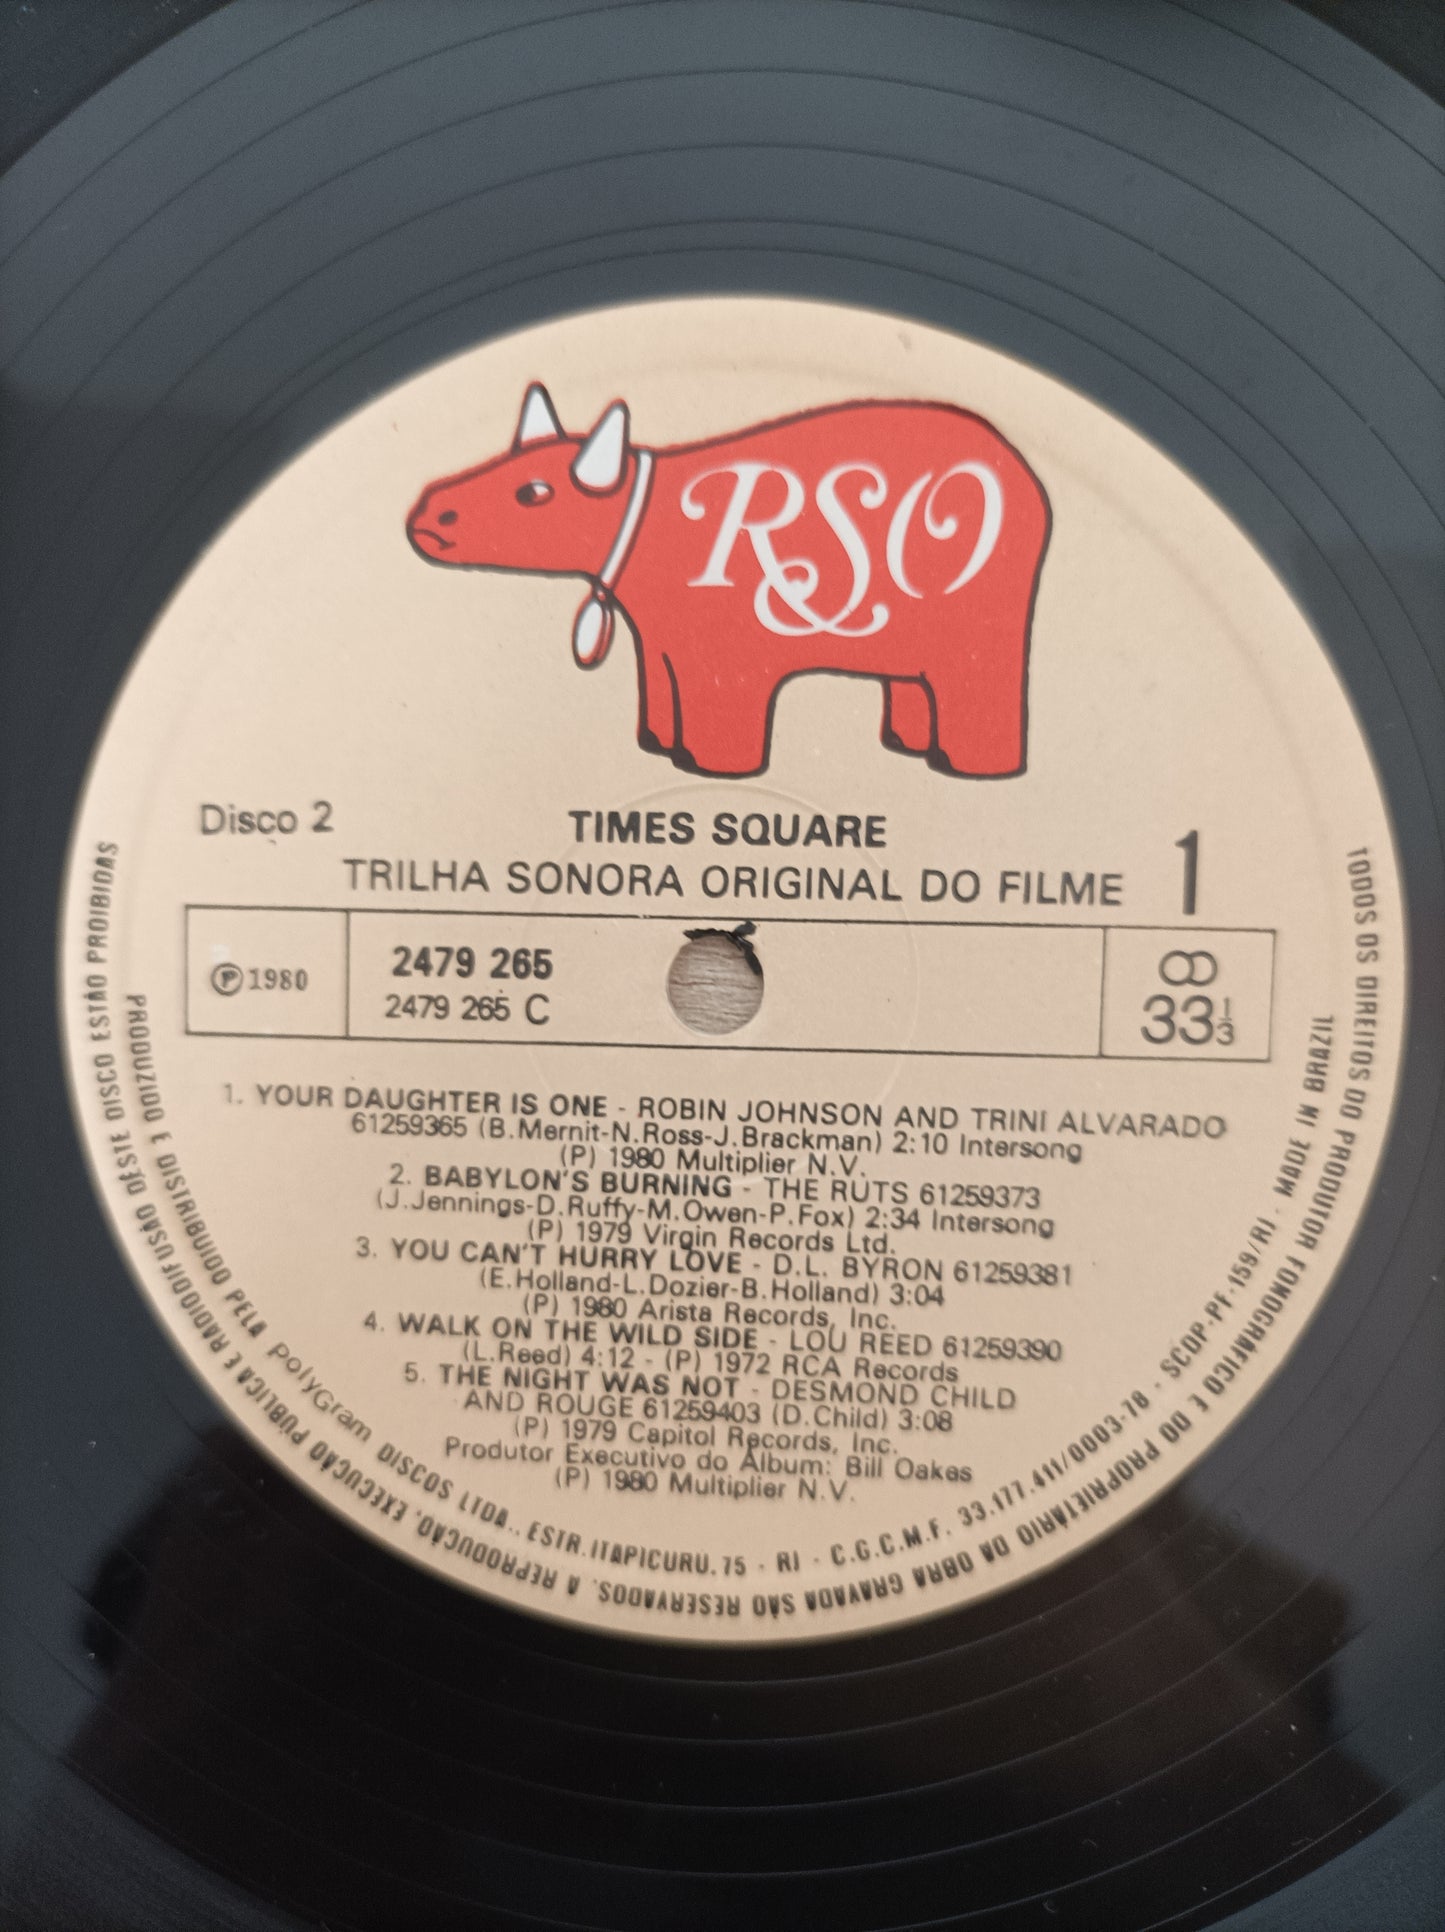 RSO
Disco 2
TIMES SQUARE
TRILHA SONORA ORIGINAL DO FILME
1
℗ 1980
2479 265
2479 265 C
33 1/3
1. YOUR DAUGHTER IS ONE - ROBIN JOHNSON AND TRINI ALVARADO
61259365 (B.Mernit-N.Ross-J.Brackman) 2:10 Intersong
(P) 1980 Multiplier N.V.
2. BABYLON'S BURNING - THE RUTS 61259373
(J.Jennings-D.Ruffy-M.Owen-P.Fox) 2:34 Intersong
(P) 1979 Virgin Records Ltd.
3. YOU CAN'T HURRY LOVE - D.L. BYRON 61259381
(E.Holland-L.Dozier-B.Holland) 3:04
(P) 1980 Arista Records, Inc.
4. WALK ON THE WILD SIDE - LOU REED 61259390
(L.Reed) 4:12 - (P) 1972 RCA Records
5. THE NIGHT WAS NOT - DESMOND CHILD
AND ROUGE 61259403 (D.Child) 3:08
(P) 1979 Capitol Records, Inc.
Produtor Executivo do Álbum: Bill Oakes
(P) 1980 Multiplier N.V.
PRODUZIDO E DISTRIBUIDO PELA PolyGram DISCOS LTDA., ESTR.ITAPICURU, 75 - RJ - C.G.C.M.F. 33.177.411/0003-78 - SCDP-PF-159/RJ - MADE IN BRAZIL
TODOS OS DIREITOS DO PRODUTOR FONOGRÁFICO E DO PROPRIETÁRIO DA OBRA GRAVADA SÃO RESERVADOS. A REPRODUÇÃO, EXECUÇÃO PÚBLICA E RADIODIFUSÃO DESTE DISCO ESTÃO PROIBIDAS